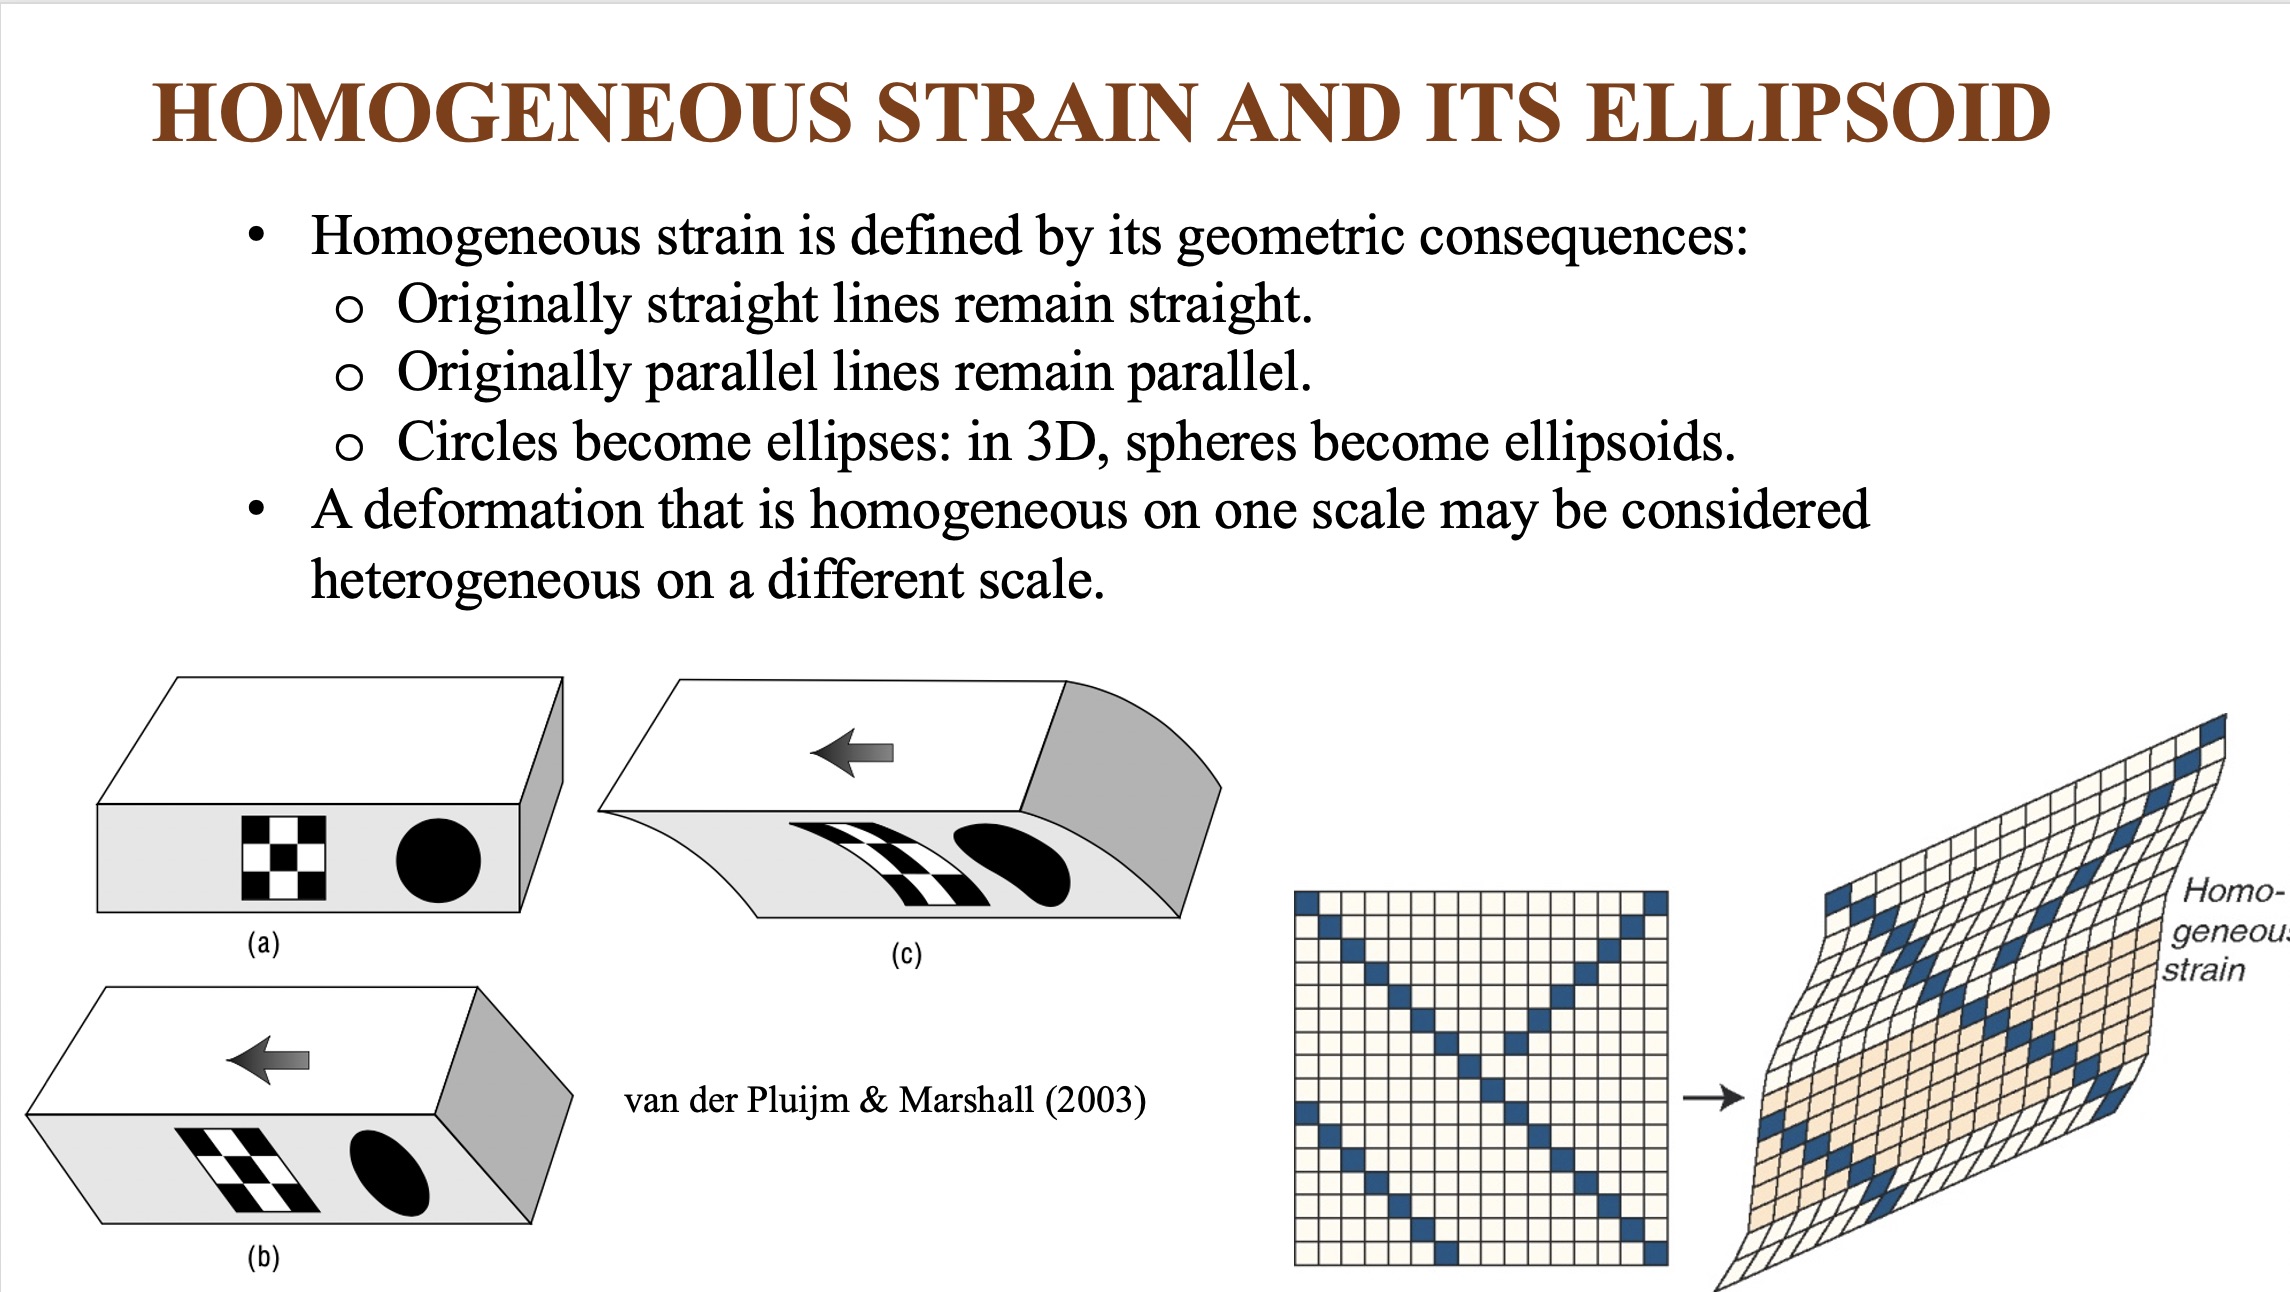 HOMOGENEOUS STRAIN AND ITS ELLIPSOID
• Homogeneous strain is defined by its geometric consequences:
o Originally straight lines remain straight.
o Originally parallel lines remain parallel.
o Circles become ellipses: in 3D, spheres become ellipsoids.
• A deformation that is homogeneous on one scale may be considered
heterogeneous on a different scale.
(a)
(c)
(b)
van der Pluijm & Marshall (2003)
Homo-
geneous
strain